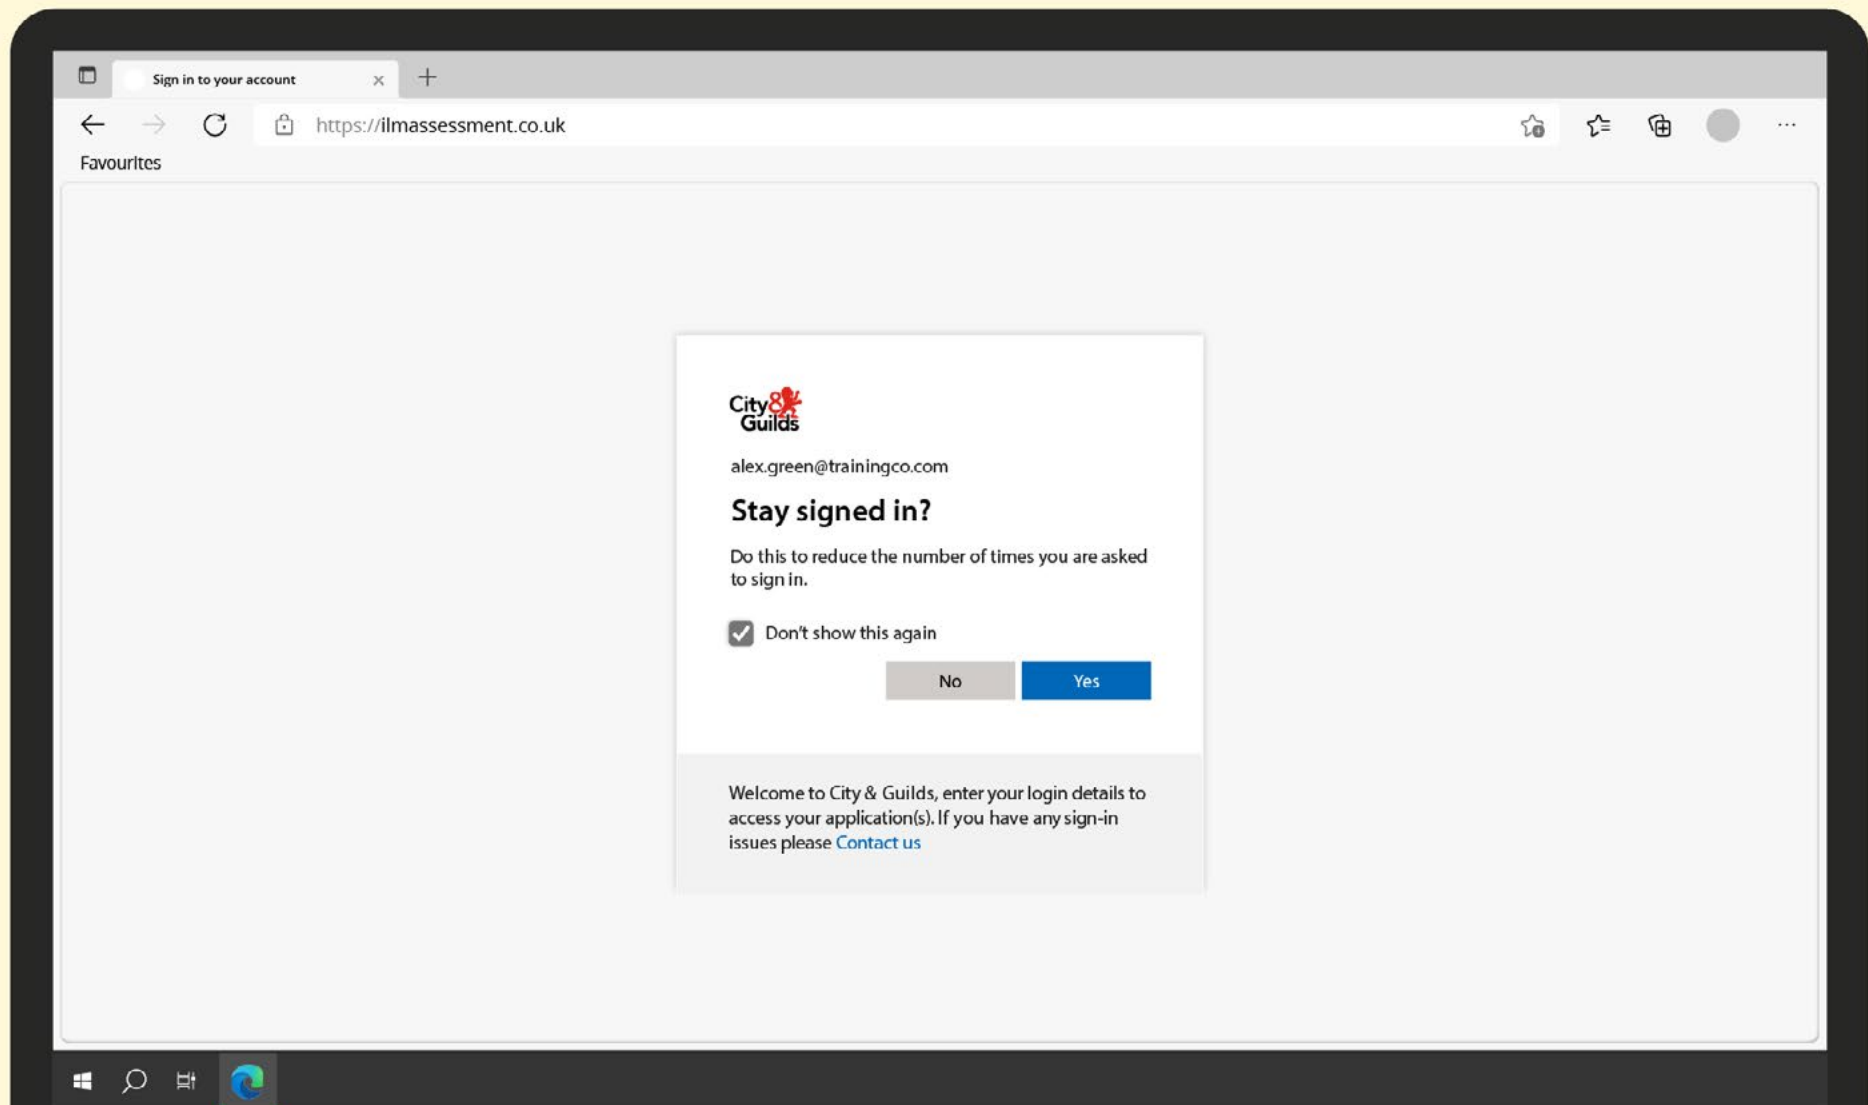 Sign in to your account
https://ilmassessment.co.uk
Favourites
City&
Guilds
alex.green@trainingco.com
Stay signed in?
Do this to reduce the number of times you are asked
to sign in.
Don't show this again
No
Yes
Welcome to City & Guilds, enter your login details to
access your application(s). If you have any sign-in
issues please Contact us